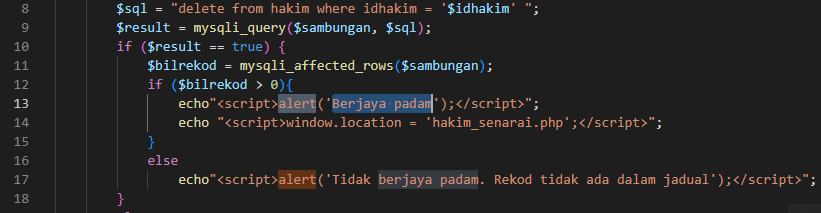 8 $sql = "delete from hakim where idhakim = '$idhakim' ";
9 $result = mysqli_query($sambungan, $sql);
10 if ($result == true) {
11 $bilrekod = mysqli_affected_rows($sambungan);
12 if ($bilrekod > 0){
13 echo"<script>alert('Berjaya padam');</script>";
14 echo "<script>window.location = 'hakim_senarai.php';</script>";
15 }
16 else
17 echo"<script>alert('Tidak berjaya padam. Rekod tidak ada dalam jadual');</script>";
18 }